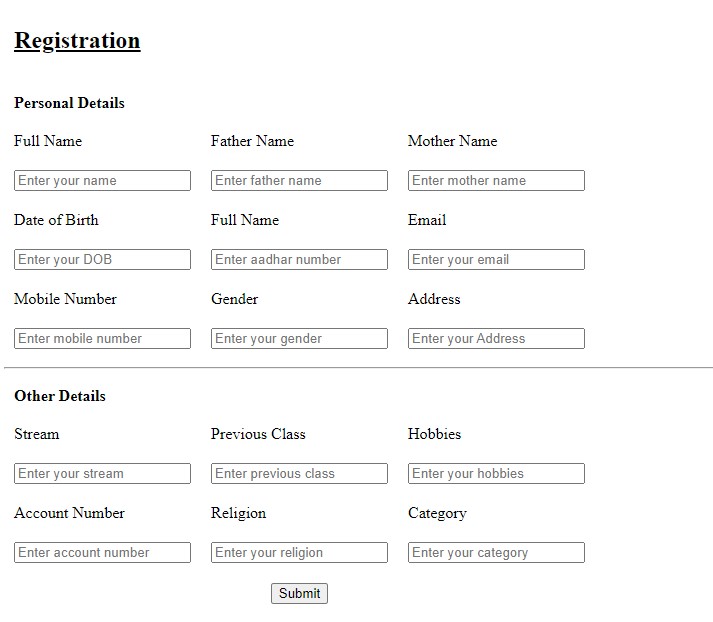 Registration
Personal Details
Full Name Father Name Mother Name
Enter your name Enter father name Enter mother name
Date of Birth Full Name Email
Enter your DOB Enter aadhar number Enter your email
Mobile Number Gender Address
Enter mobile number Enter your gender Enter your Address
Other Details
Stream Previous Class Hobbies
Enter your stream Enter previous class Enter your hobbies
Account Number Religion Category
Enter account number Enter your religion Enter your category
Submit